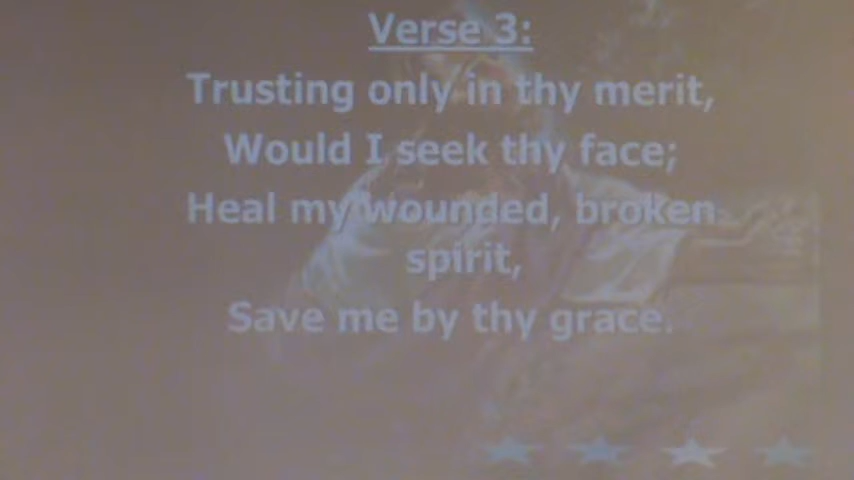 Verse 3:
Trusting only in thy merit,
Would I seek thy face;
Heal my wounded, broken
spirit,
Save me by thy grace.